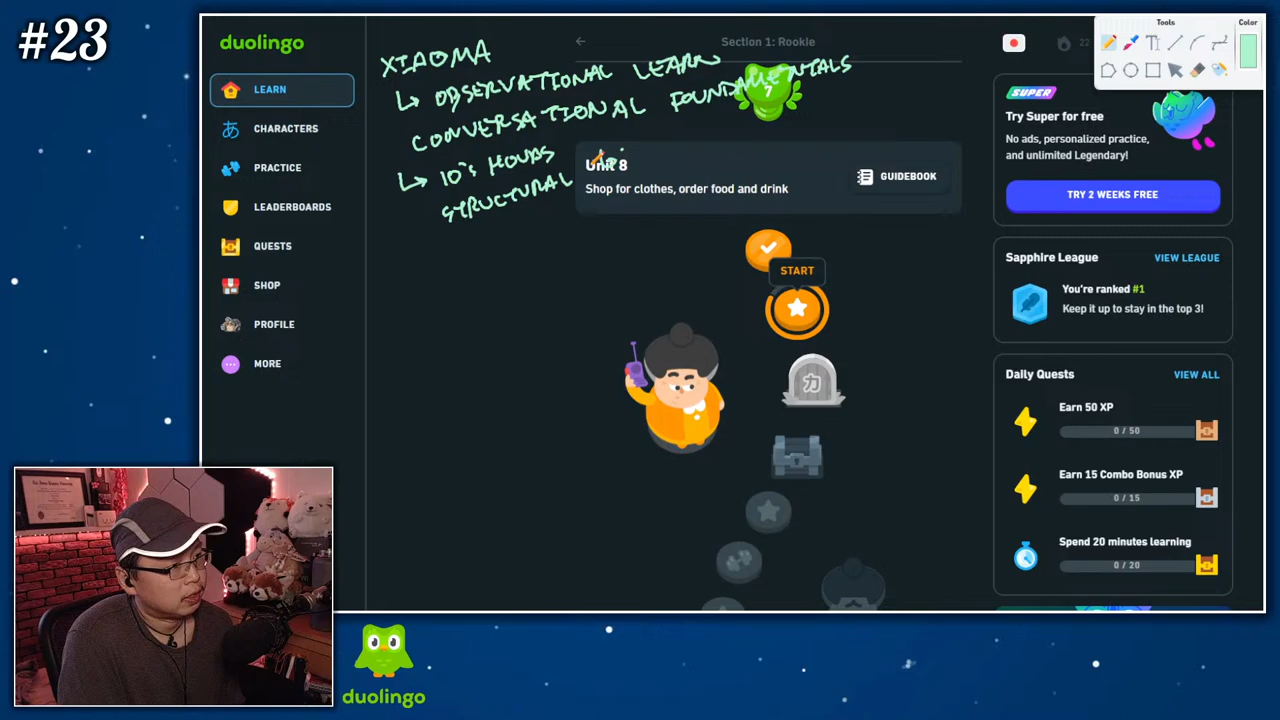 #23
duolingo
LEARN
CHARACTERS
PRACTICE
LEADERBOARDS
QUESTS
SHOP
PROFILE
MORE
Section 1: Rookie
22
XIAOMA
↳ OBSERVATIONAL LEARN
CONVERSATIONAL FOUNDAMENTALS
↳ 10's HOURS
STRUCTURAL
7
Unit 8
Shop for clothes, order food and drink
GUIDEBOOK
START
力
Tools
Color
SUPER
Try Super for free
No ads, personalized practice,
and unlimited Legendary!
TRY 2 WEEKS FREE
Sapphire League
VIEW LEAGUE
You're ranked #1
Keep it up to stay in the top 3!
Daily Quests
VIEW ALL
Earn 50 XP
0 / 50
Earn 15 Combo Bonus XP
0 / 15
Spend 20 minutes learning
0 / 20
duolingo